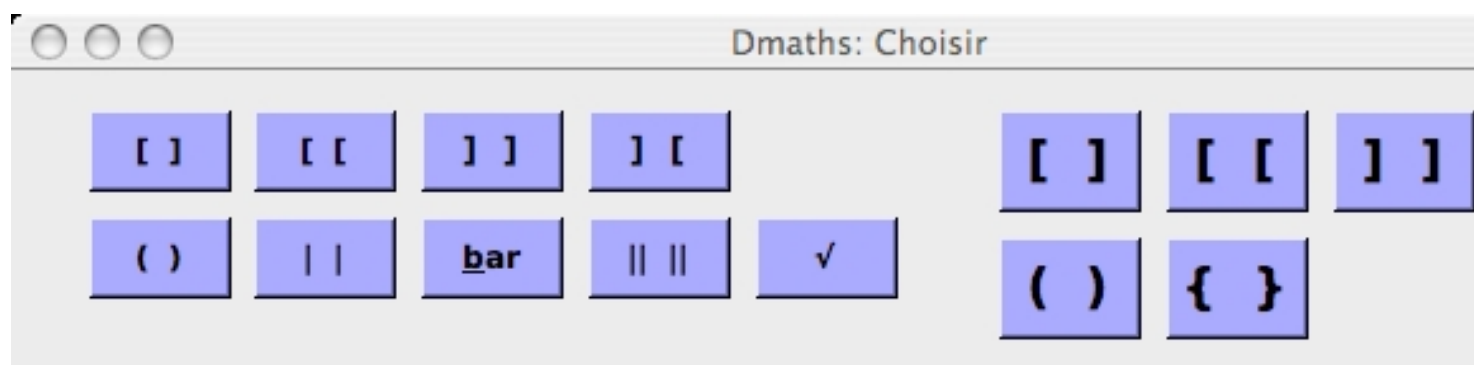 Dmaths: Choisir
[ ] [ [ ] ] ] [
( ) | | bar || || √
[ ] [ [ ] ]
( ) { }